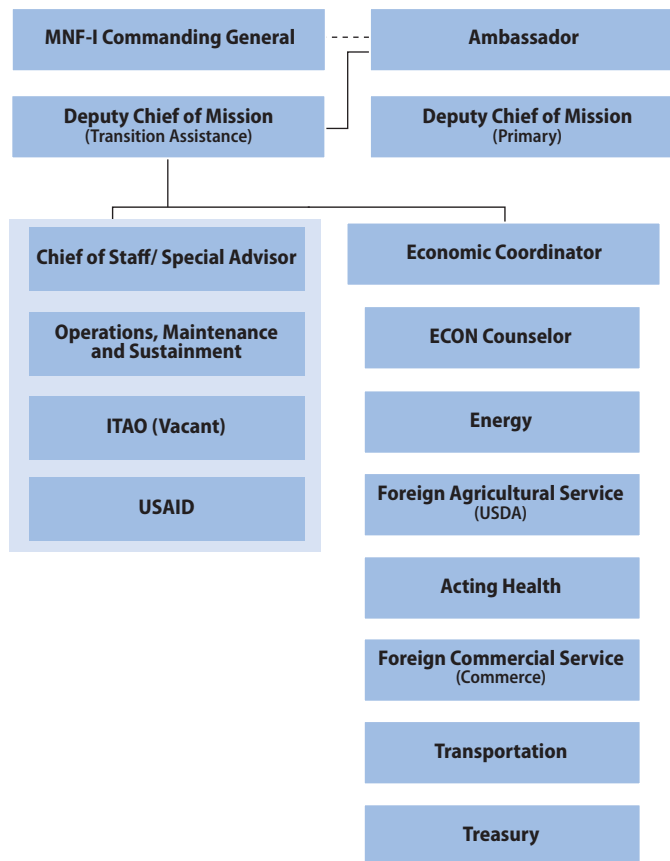 MNF-I Commanding General
Ambassador
Deputy Chief of Mission
(Transition Assistance)
Deputy Chief of Mission
(Primary)
Chief of Staff/ Special Advisor
Operations, Maintenance
and Sustainment
ITAO (Vacant)
USAID
Economic Coordinator
ECON Counselor
Energy
Foreign Agricultural Service
(USDA)
Acting Health
Foreign Commercial Service
(Commerce)
Transportation
Treasury